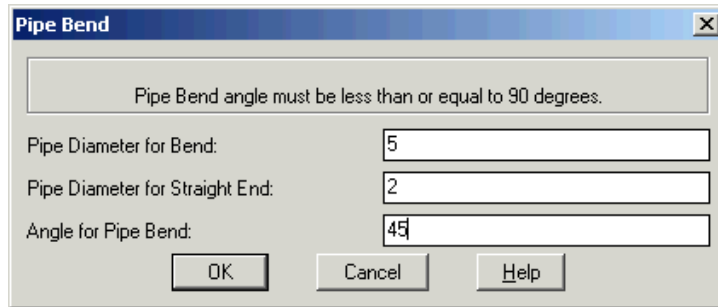 Pipe Bend
Pipe Bend angle must be less than or equal to 90 degrees.
Pipe Diameter for Bend: 5
Pipe Diameter for Straight End: 2
Angle for Pipe Bend: 45
OK Cancel Help